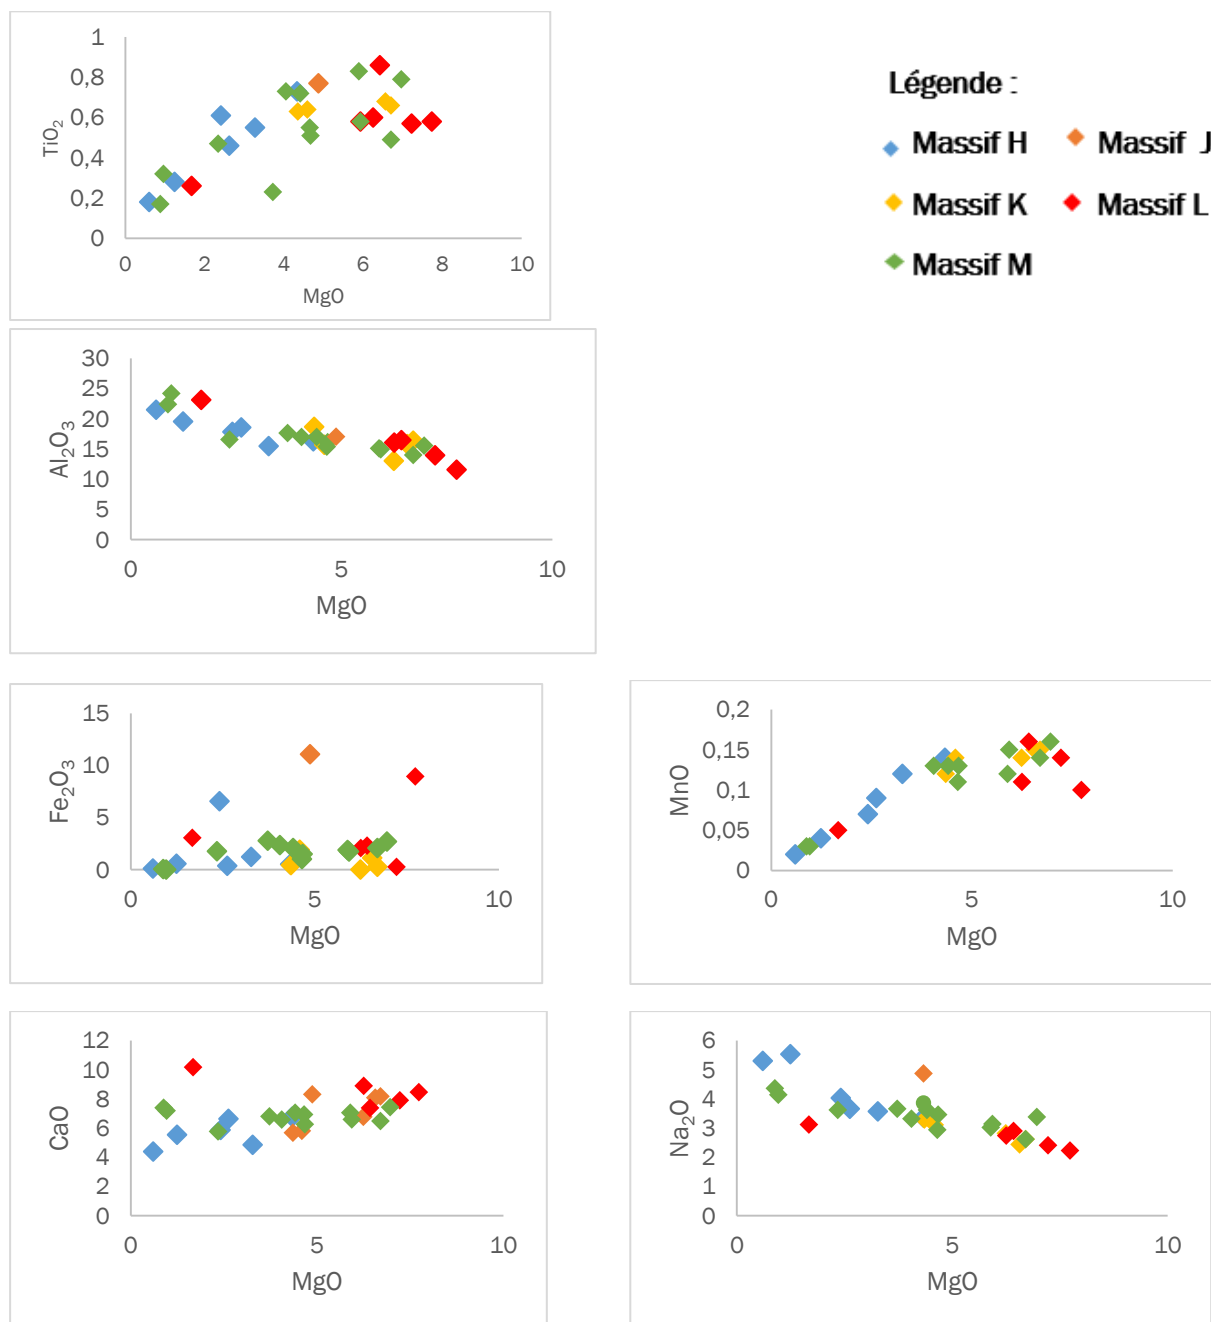 1
0,8
0,6
0,4
0,2
0
TiO₂
0 2 4 6 8 10
MgO
Légende :
Massif H Massif J
Massif K Massif L
Massif M
30
25
20
15
10
5
0
Al₂O₃
0 5 10
MgO
15
10
5
0
Fe₂O₃
0 5 10
MgO
0,2
0,15
0,1
0,05
0
MnO
0 5 10
MgO
12
10
8
6
4
2
0
CaO
0 5 10
MgO
6
5
4
3
2
1
0
Na₂O
0 5 10
MgO